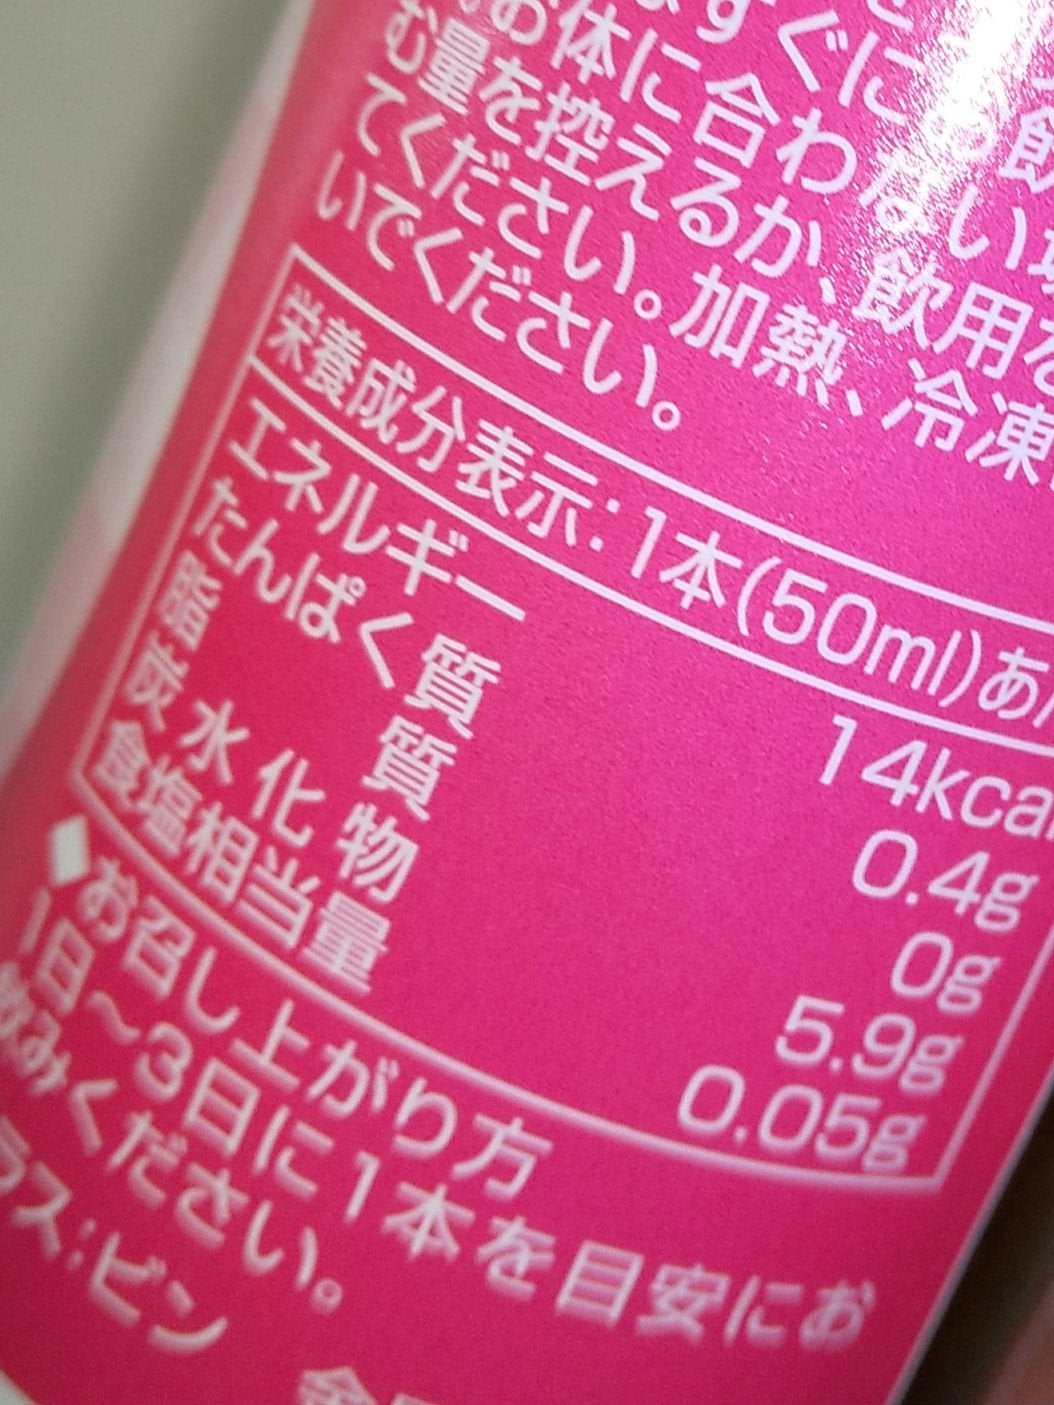 お体に合わない
む量を控えるか、飲用を
てください。加熱、冷凍
いでください。
栄養成分表示:1本(50ml)あ
エネルギー 14kcal
たんぱく質 0.4g
脂質 0g
炭水化物 5.9g
食塩相当量 0.05g
◆お召し上がり方
1日~3日に1本を目安にお
飲みください。
ラス:ビン